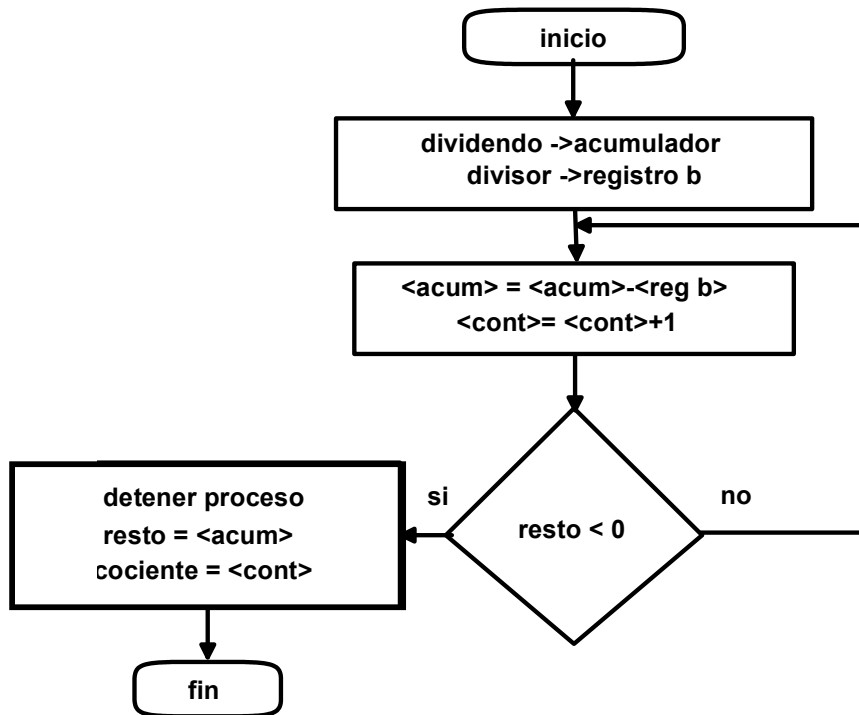 inicio
dividendo ->acumulador
divisor ->registro b
<acum> = <acum>-<reg b>
<cont>= <cont>+1
resto < 0
si
no
detener proceso
resto = <acum>
cociente = <cont>
fin